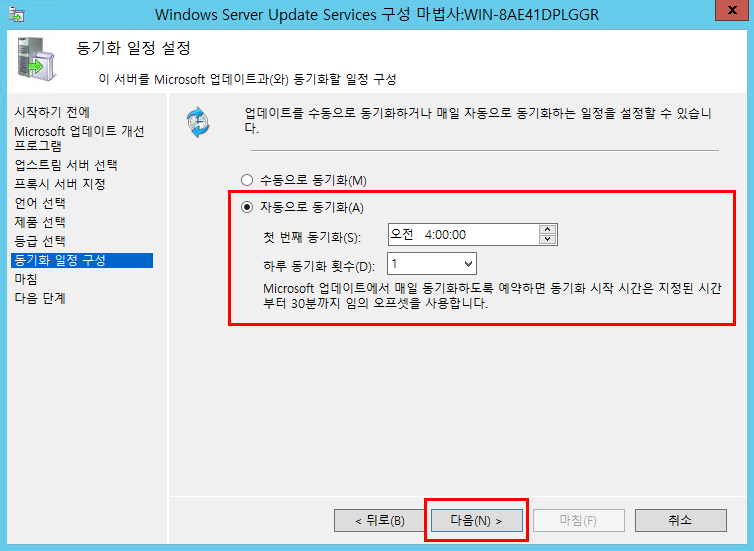 Windows Server Update Services 구성 마법사:WIN-8AE41DPLGGR
x
동기화 일정 설정
이 서버를 Microsoft 업데이트과(와) 동기화할 일정 구성
시작하기 전에
Microsoft 업데이트 개선
프로그램
업스트림 서버 선택
프록시 서버 지정
언어 선택
제품 선택
등급 선택
동기화 일정 구성
마침
다음 단계
업데이트를 수동으로 동기화하거나 매일 자동으로 동기화하는 일정을 설정할 수 있습니
다.
수동으로 동기화(M)
자동으로 동기화(A)
첫 번째 동기화(S): 오전 4:00:00
하루 동기화 횟수(D): 1
Microsoft 업데이트에서 매일 동기화하도록 예약하면 동기화 시작 시간은 지정된 시간
부터 30분까지 임의 오프셋을 사용합니다.
< 뒤로(B) 다음(N) > 마침(F) 취소